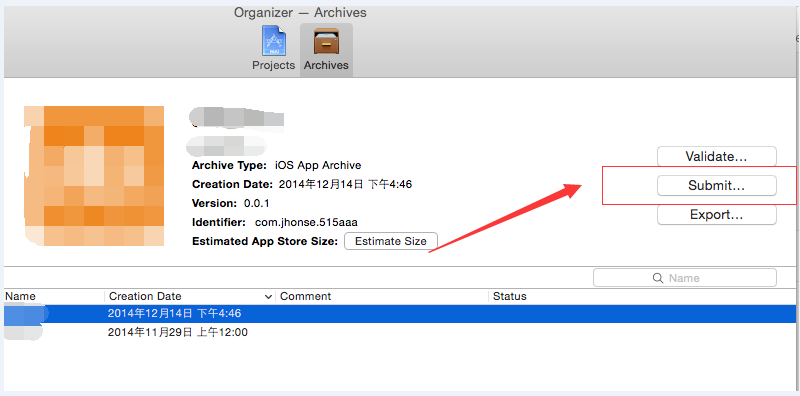 Organizer — Archives
Projects
Archives
Archive Type: iOS App Archive
Creation Date: 2014年12月14日 下午4:46
Version: 0.0.1
Identifier: com.jhonse.515aaa
Estimated App Store Size: Estimate Size
Validate...
Submit...
Export...
Name
Name Creation Date Comment Status
2014年12月14日 下午4:46
2014年11月29日 上午12:00